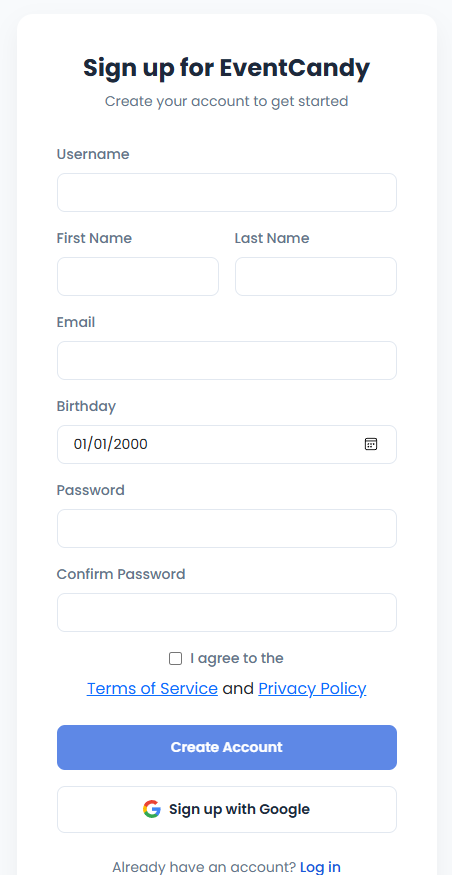 Sign up for EventCandy
Create your account to get started
Username
First Name Last Name
Email
Birthday
01/01/2000
Password
Confirm Password
I agree to the
Terms of Service and Privacy Policy
Create Account
Sign up with Google
Already have an account? Log in